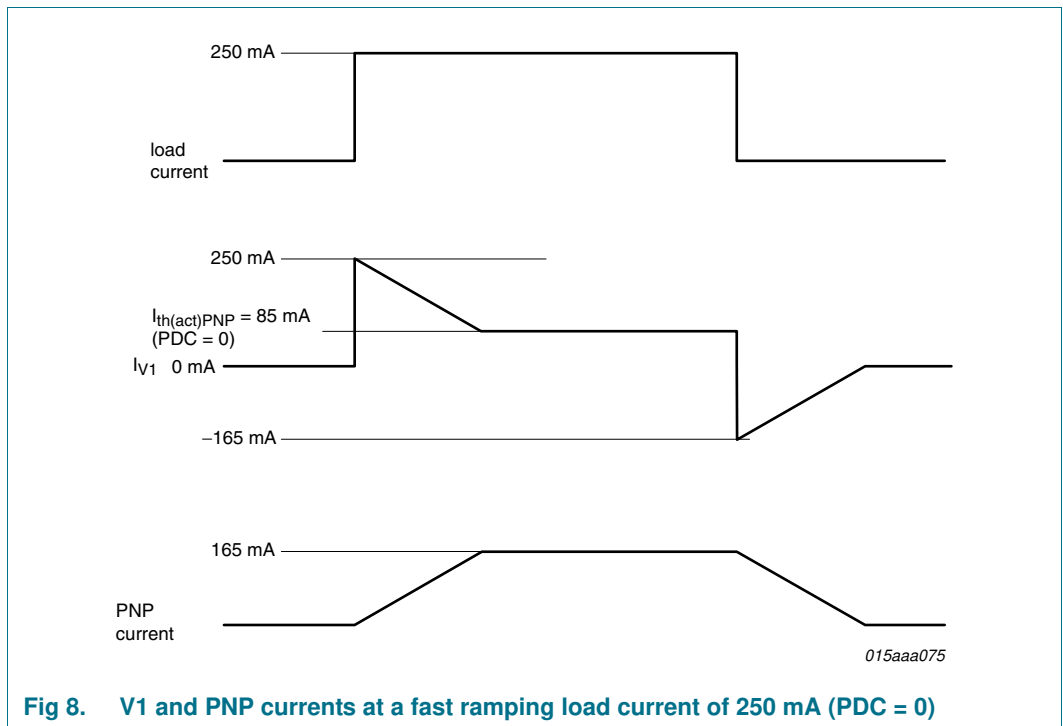 250 mA
load
current
250 mA
Ith(act)PNP = 85 mA
(PDC = 0)
IV1 0 mA
−165 mA
165 mA
PNP
current
015aaa075
Fig 8. V1 and PNP currents at a fast ramping load current of 250 mA (PDC = 0)